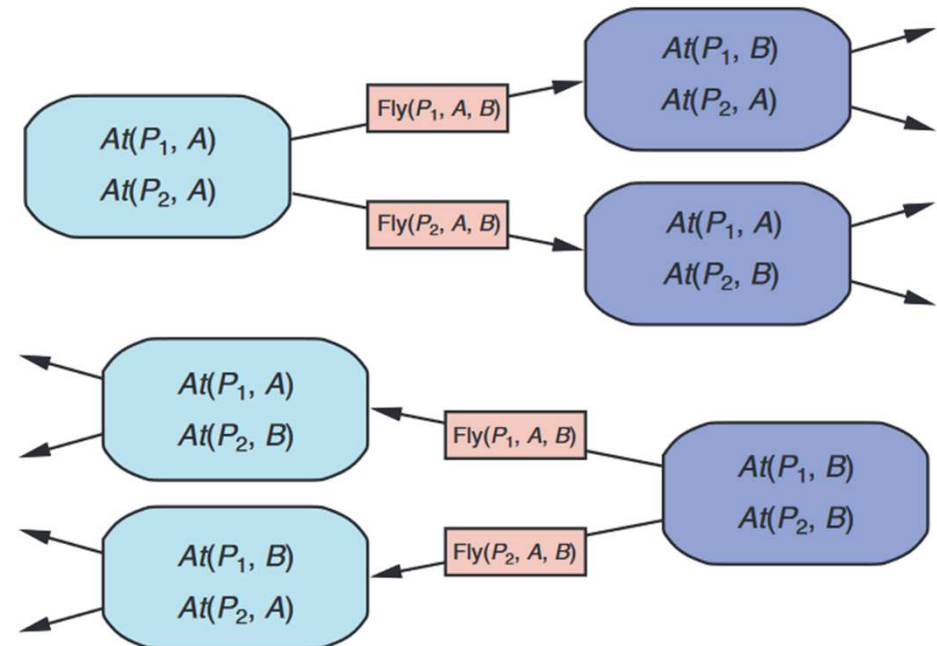 At(P₁, A)
At(P₂, A)
Fly(P₁, A, B)
Fly(P₂, A, B)
At(P₁, B)
At(P₂, A)
At(P₁, A)
At(P₂, B)
At(P₁, A)
At(P₂, B)
At(P₁, B)
At(P₂, A)
Fly(P₁, A, B)
Fly(P₂, A, B)
At(P₁, B)
At(P₂, B)